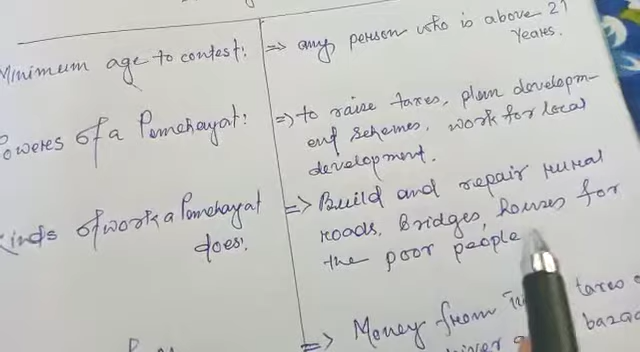 Minimum age to contest: => any person who is above 21
years.
Poweres of a Panchayat: => to raise taxes, plan developm-
ent schemes, work for local
development.
Kinds of work a Panchayat => Build and repair rural
does: roads, Bridges, houses for
the poor people
=> Money from taxes
bazaa